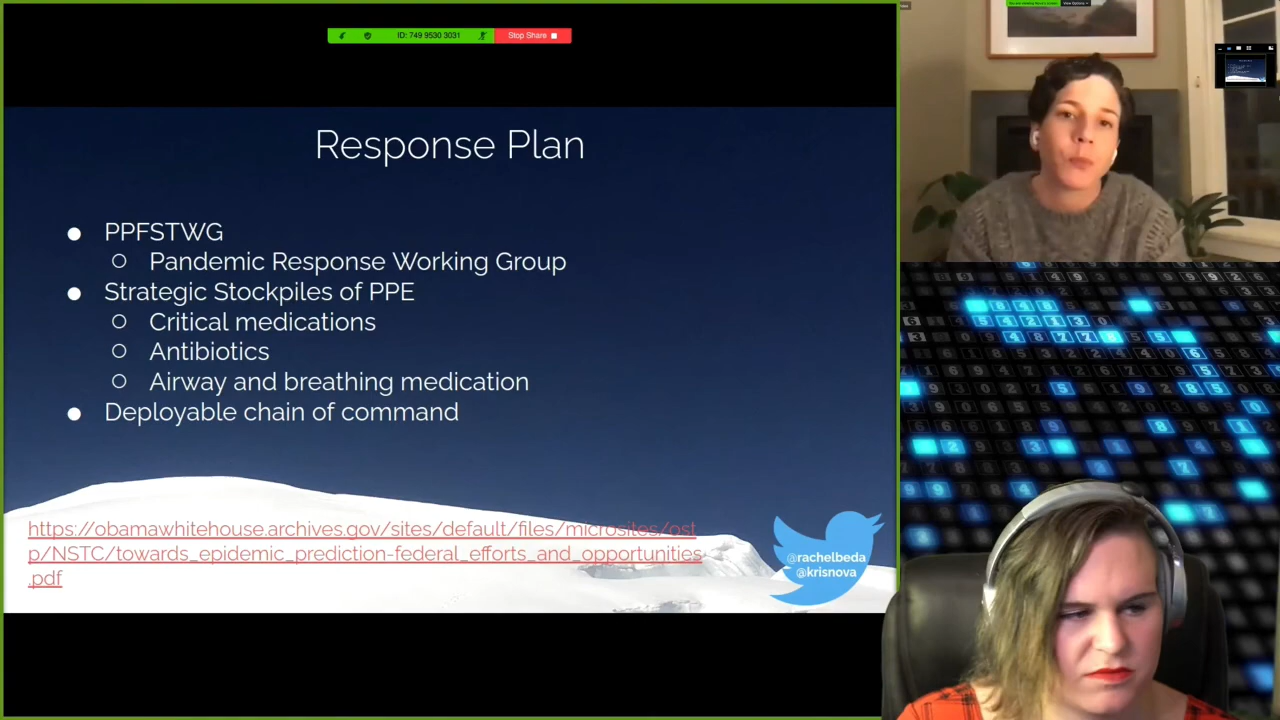 ID: 749 9530 3031
Stop Share
View Options
Response Plan
● PPFSTWG
○ Pandemic Response Working Group
● Strategic Stockpiles of PPE
○ Critical medications
○ Antibiotics
○ Airway and breathing medication
● Deployable chain of command
https://obamawhitehouse.archives.gov/sites/default/files/microsites/ost
p/NSTC/towards_epidemic_prediction-federal_efforts_and_opportunities
.pdf
@rachelbeda
@krisnova